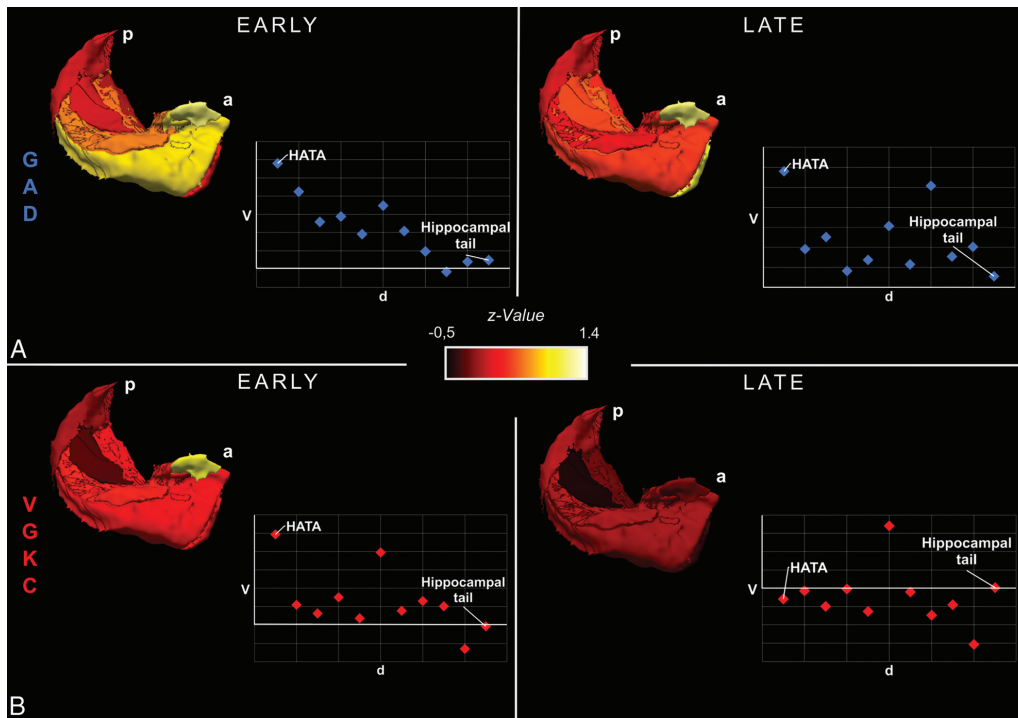 EARLY
LATE
p
p
a
a
G
A
D
HATA
V
Hippocampal
tail
d
HATA
V
Hippocampal
tail
d
z-Value
-0,5
1.4
A
EARLY
LATE
p
p
a
a
V
G
K
C
HATA
V
Hippocampal
tail
d
HATA
V
Hippocampal
tail
d
B